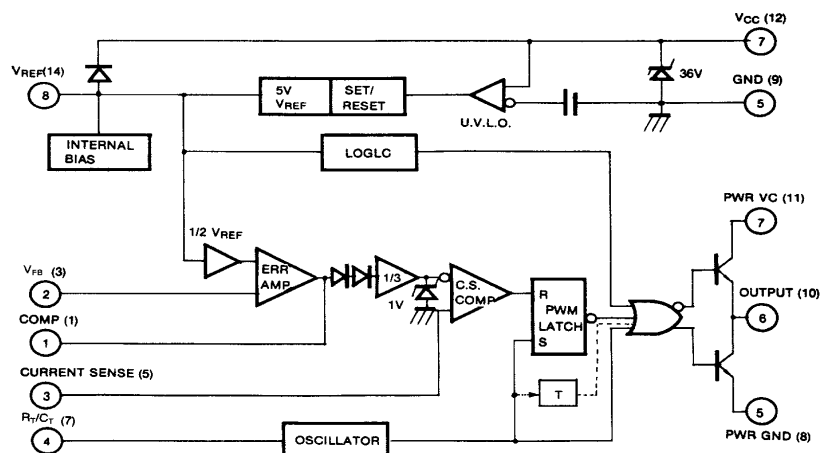 VCC (12)
7
VREF(14)
8
5V VREF
SET/ RESET
36V
GND (9)
5
U.V.L.O.
INTERNAL BIAS
LOGLC
PWR VC (11)
7
1/2 VREF
ERR AMP
1/3
1V
C.S. COMP
R
PWM LATCH
S
VFB (3)
2
OUTPUT (10)
6
COMP (1)
1
CURRENT SENSE (5)
3
T
5
PWR GND (8)
RT/CT (7)
4
OSCILLATOR